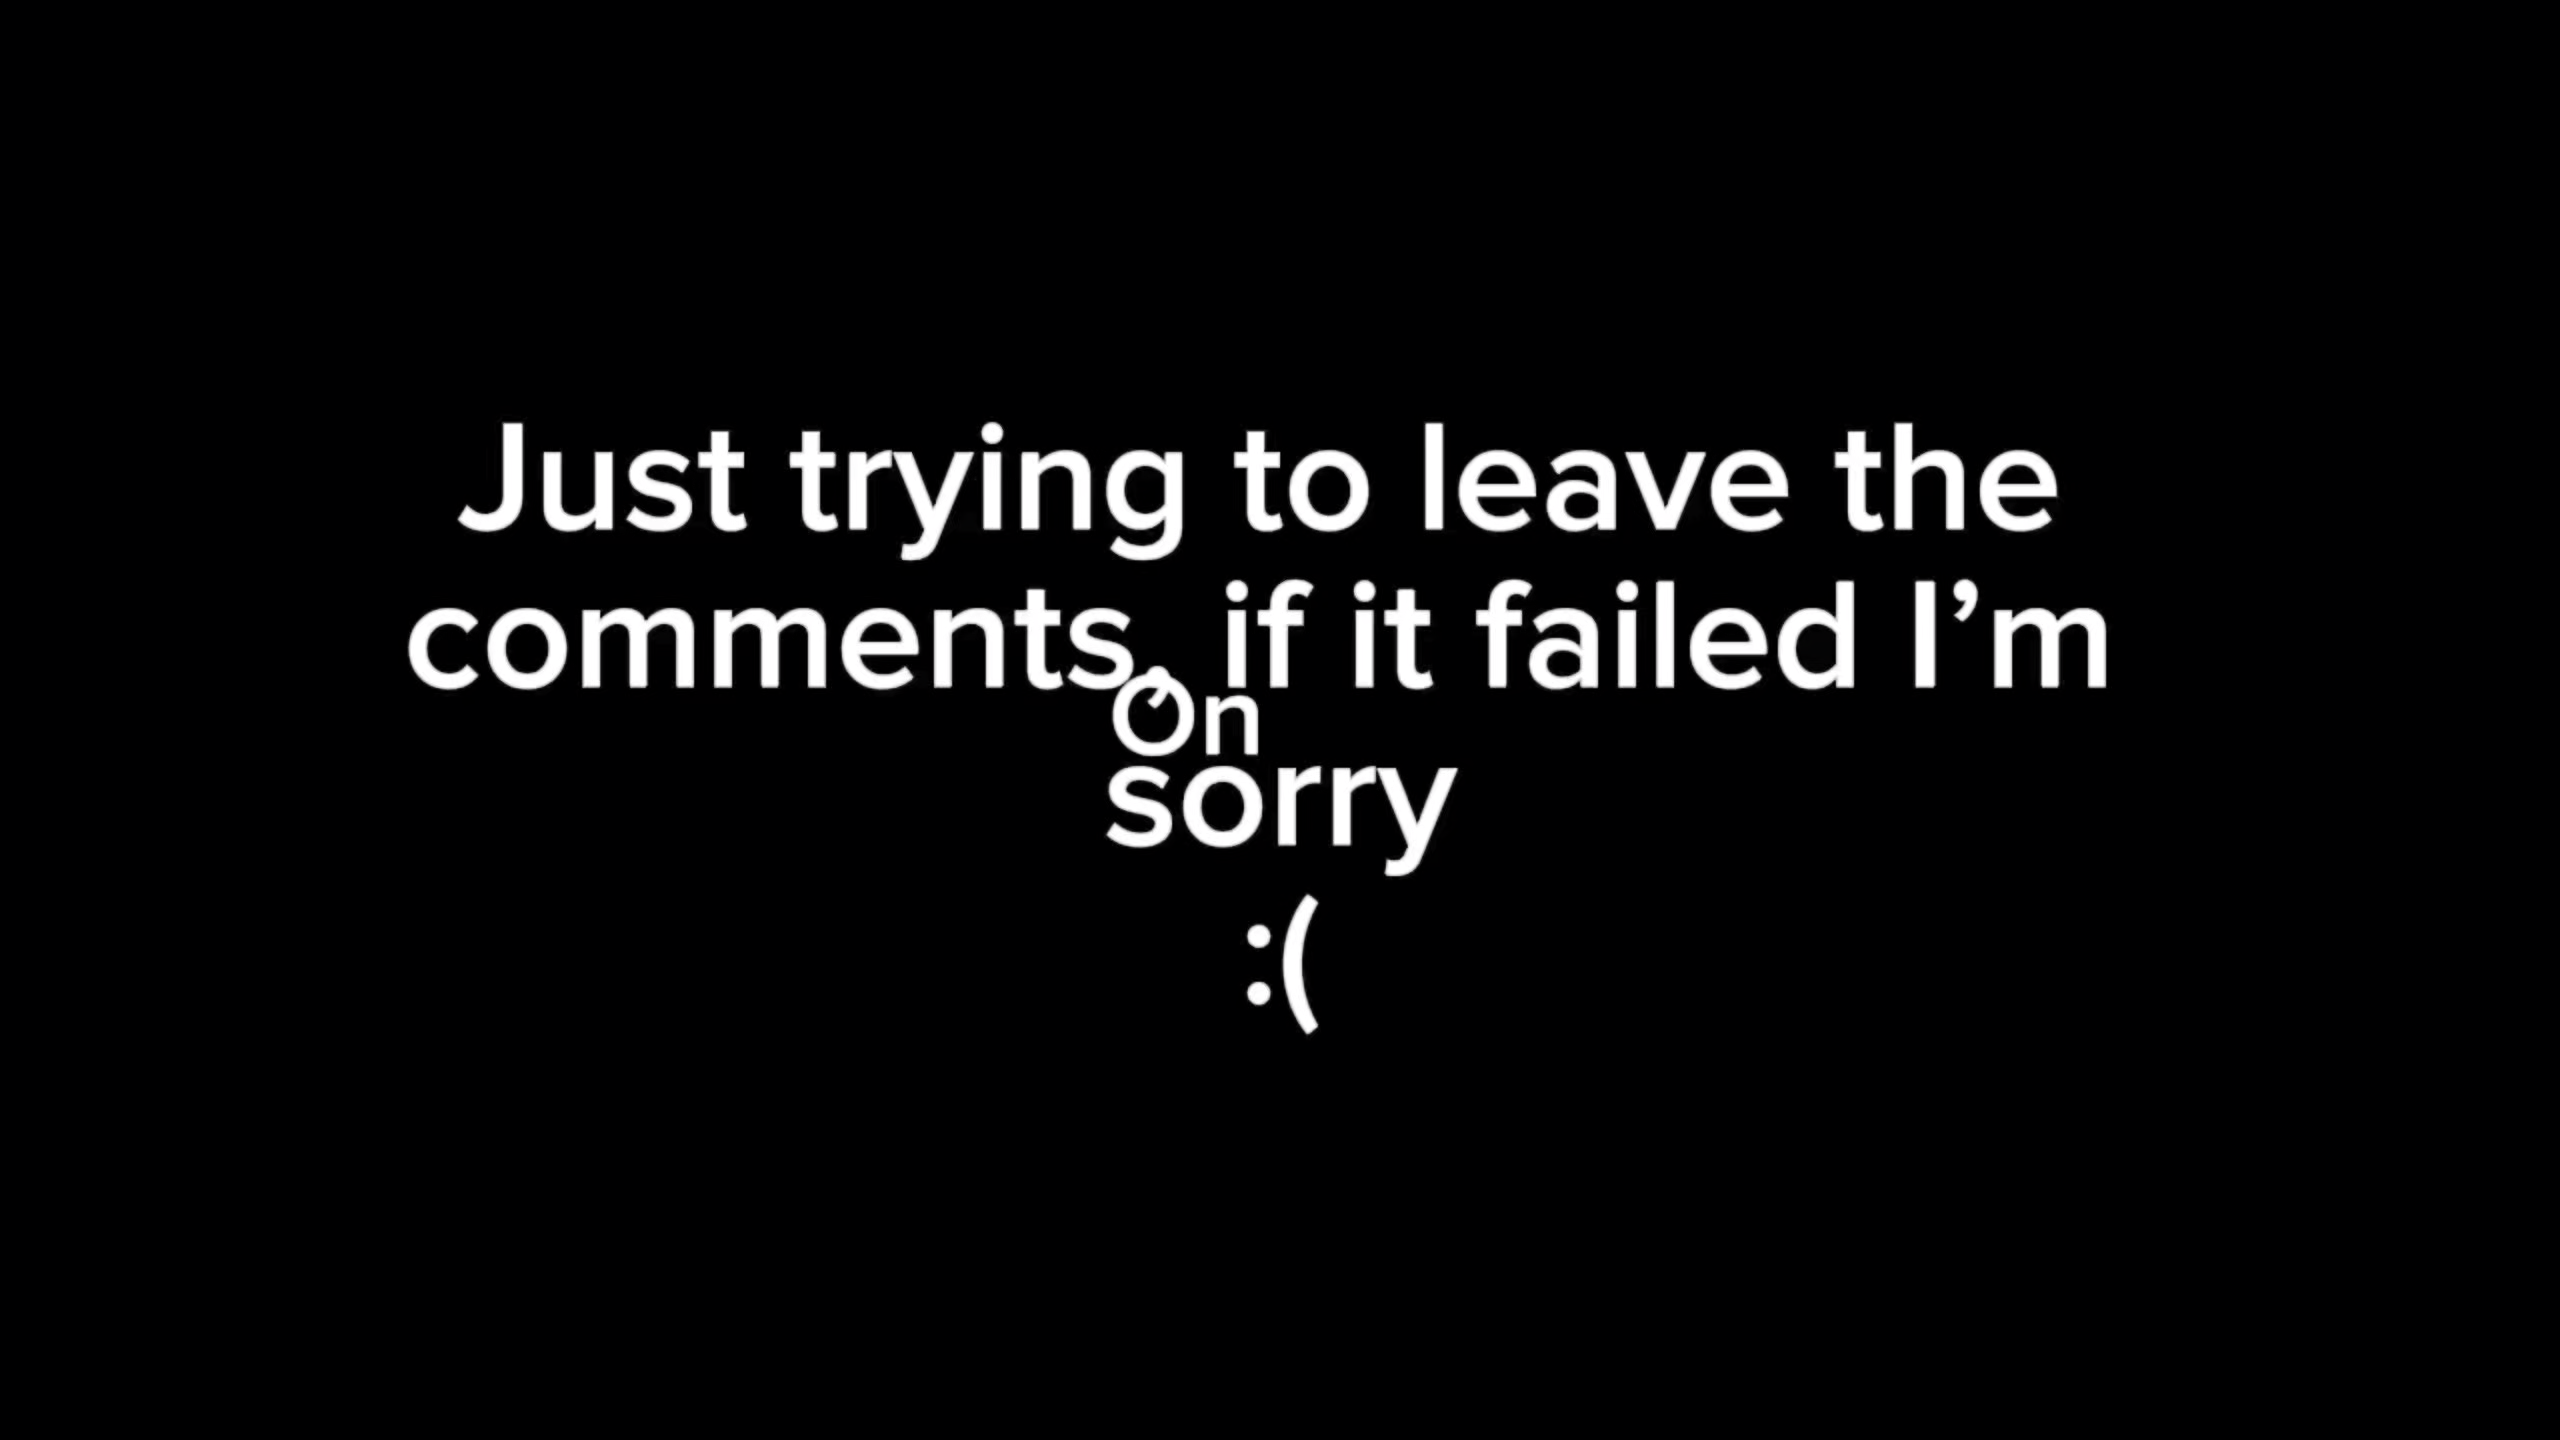 Just trying to leave the
comments, if it failed I’m
On
sorry
:(